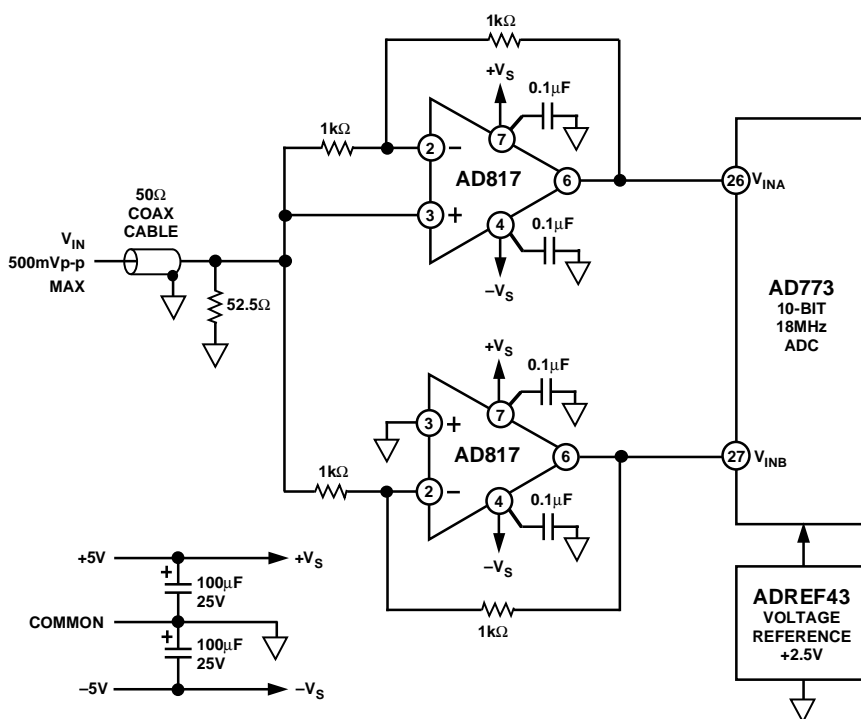 1kΩ
+VS
0.1μF
1kΩ
7
2
−
AD817
6
26
VINA
3
+
4
0.1μF
−VS
50Ω
COAX
CABLE
VIN
500mVp-p
MAX
52.5Ω
AD773
10-BIT
18MHz
ADC
+VS
0.1μF
7
3
+
AD817
6
27
VINB
1kΩ
2
−
4
0.1μF
−VS
1kΩ
+5V
+VS
+
100μF
25V
COMMON
+
100μF
25V
−5V
−VS
ADREF43
VOLTAGE
REFERENCE
+2.5V